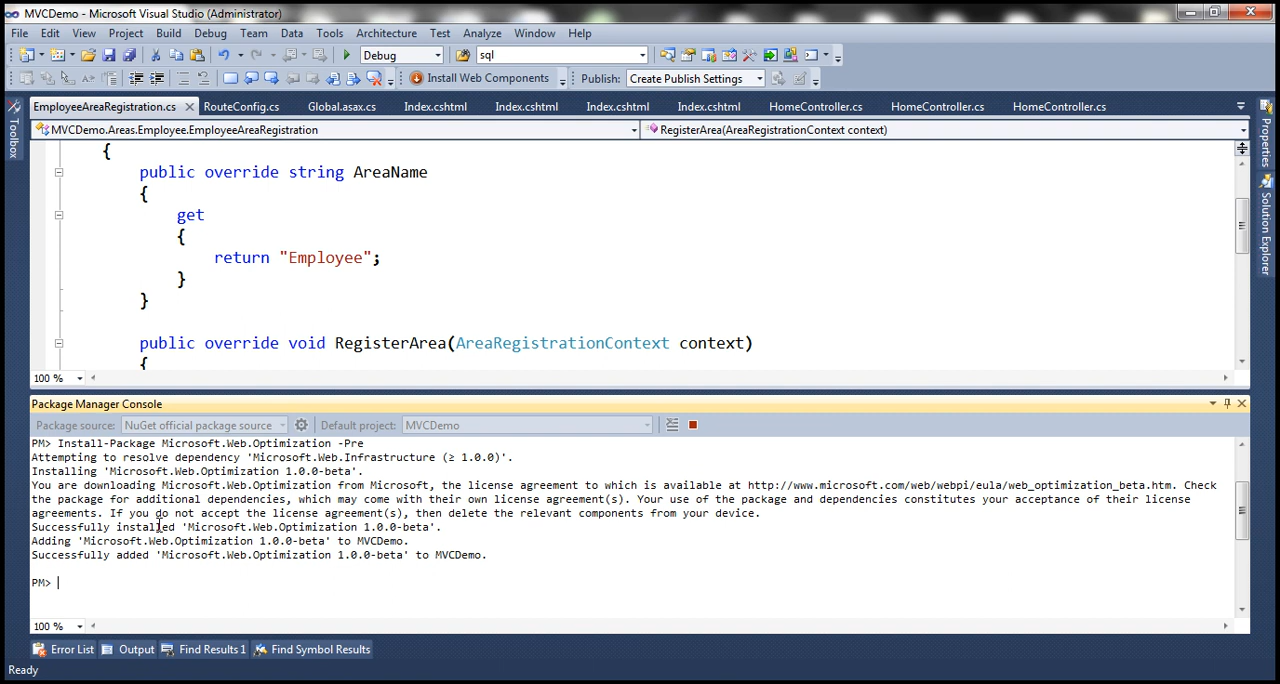 MVCDemo - Microsoft Visual Studio (Administrator)
File Edit View Project Build Debug Team Data Tools Architecture Test Analyze Window Help
Debug sql
Install Web Components Publish: Create Publish Settings
EmployeeAreaRegistration.cs RouteConfig.cs Global.asax.cs Index.cshtml Index.cshtml Index.cshtml Index.cshtml HomeController.cs HomeController.cs HomeController.cs
Toolbox
Properties
Solution Explorer
MVCDemo.Areas.Employee.EmployeeAreaRegistration RegisterArea(AreaRegistrationContext context)
{
public override string AreaName
{
get
{
return "Employee";
}
}
public override void RegisterArea(AreaRegistrationContext context)
{
100 %
Package Manager Console
Package source: NuGet official package source Default project: MVCDemo
PM> Install-Package Microsoft.Web.Optimization -Pre
Attempting to resolve dependency 'Microsoft.Web.Infrastructure (≥ 1.0.0)'.
Installing 'Microsoft.Web.Optimization 1.0.0-beta'.
You are downloading Microsoft.Web.Optimization from Microsoft, the license agreement to which is available at http://www.microsoft.com/web/webpi/eula/web_optimization_beta.htm. Check
the package for additional dependencies, which may come with their own license agreement(s). Your use of the package and dependencies constitutes your acceptance of their license
agreements. If you do not accept the license agreement(s), then delete the relevant components from your device.
Successfully installed 'Microsoft.Web.Optimization 1.0.0-beta'.
Adding 'Microsoft.Web.Optimization 1.0.0-beta' to MVCDemo.
Successfully added 'Microsoft.Web.Optimization 1.0.0-beta' to MVCDemo.
PM>
100 %
Error List Output Find Results 1 Find Symbol Results
Ready